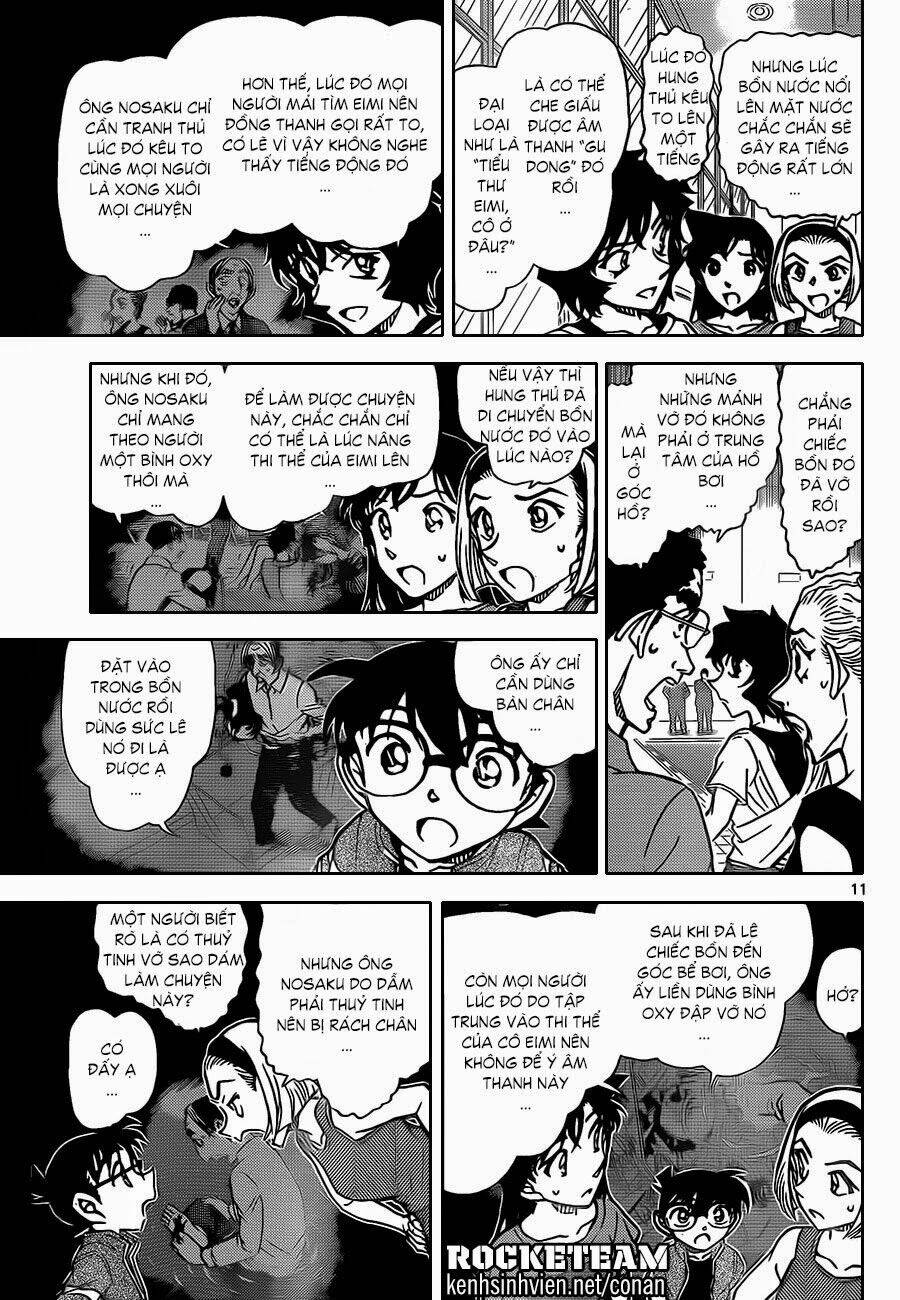 NHƯNG LÚC
BỒN NƯỚC NỔI
LÊN MẶT NƯỚC
CHẮC CHẮN SẼ
GÂY RA TIẾNG
ĐỘNG RẤT LỚN
...
LÚC ĐÓ
HUNG
THỦ KÊU
TO LÊN
MỘT
TIẾNG
LÀ CÓ THỂ
CHE GIẤU
ĐƯỢC ÂM
THANH "GU
DONG" ĐÓ
RỒI
...
ĐẠI
LOẠI
NHƯ LÀ
"TIỂU
THƯ
EIMI,
CÔ Ở
ĐÂU?"
...
HƠN THẾ, LÚC ĐÓ MỌI
NGƯỜI MẢI TÌM EIMI NÊN
ĐỒNG THANH GỌI RẤT TO,
CÓ LẼ VÌ VẬY KHÔNG NGHE
THẤY TIẾNG ĐỘNG ĐÓ
...
ÔNG NOSAKU CHỈ
CẦN TRANH THỦ
LÚC ĐÓ KÊU TO
CÙNG MỌI NGƯỜI
LÀ XONG XUÔI
MỌI CHUYỆN
...
CHẲNG
PHẢI
CHIẾC
BỒN ĐÓ
ĐÃ VỠ
RỒI
SAO?
NHƯNG
NHỮNG MẢNH
VỠ ĐÓ KHÔNG
PHẢI Ở TRUNG
TÂM CỦA HỒ
BƠI
...
MÀ
LẠI Ở
GÓC
HỒ?
NẾU VẬY THÌ
HUNG THỦ ĐÃ
DI CHUYỂN BỒN
NƯỚC ĐÓ VÀO
LÚC NÀO?
ĐỂ LÀM ĐƯỢC CHUYỆN
NÀY, CHẮC CHẮN CHỈ
CÓ THỂ LÀ LÚC NÂNG
THI THỂ CỦA EIMI LÊN
...
NHƯNG KHI ĐÓ,
ÔNG NOSAKU
CHỈ MANG
THEO NGƯỜI
MỘT BÌNH OXY
THÔI MÀ
...
ÔNG ẤY CHỈ
CẦN DÙNG
BÀN CHÂN
...
ĐẶT VÀO
TRONG BỒN
NƯỚC RỒI
DÙNG SỨC LÊ
NÓ ĐI LÀ
ĐƯỢC Ạ
...
11
HỞ?
SAU KHI ĐÃ LÊ
CHIẾC BỒN ĐẾN
GÓC BỂ BƠI, ÔNG
ẤY LIỀN DÙNG BÌNH
OXY ĐẬP VỠ NÓ
...
CÒN MỌI NGƯỜI
LÚC ĐÓ DO TẬP
TRUNG VÀO THI THỂ
CỦA CÔ EIMI NÊN
KHÔNG ĐỂ Ý ÂM
THANH NÀY
...
NHƯNG ÔNG
NOSAKU DO DẪM
PHẢI THUỶ TINH
NÊN BỊ RÁCH CHÂN
...
MỘT NGƯỜI BIẾT
RÕ LÀ CÓ THUỶ
TINH VỠ SAO DÁM
LÀM CHUYỆN
NÀY?
CÓ
ĐẤY Ạ
...
ROCKETEAM
kenhsinhvien.net/conan